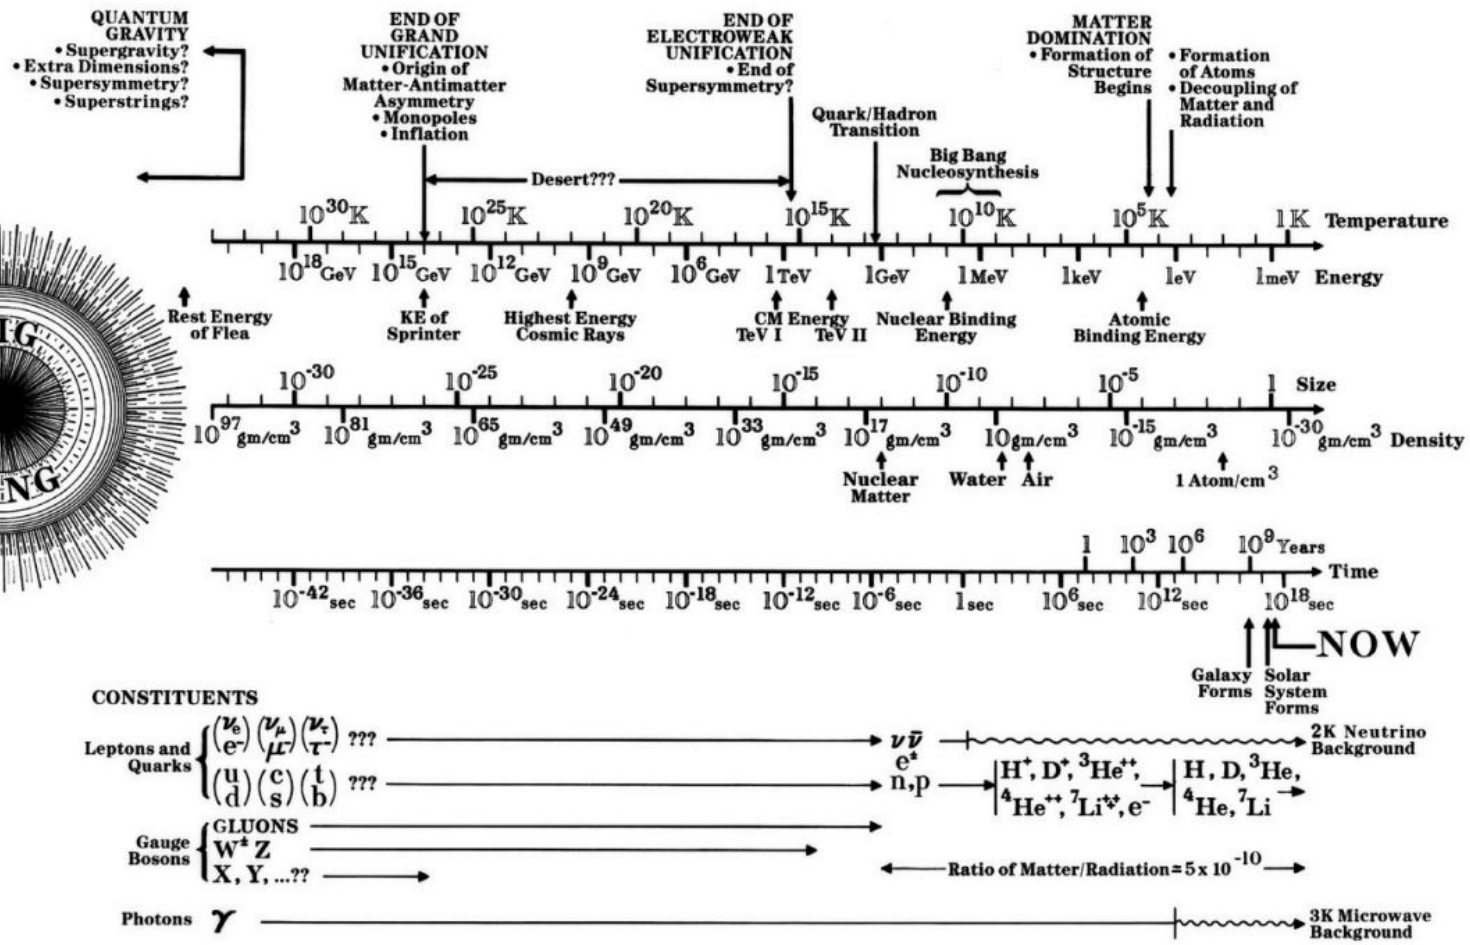 QUANTUM
GRAVITY
• Supergravity?
• Extra Dimensions?
• Supersymmetry?
• Superstrings?
END OF
GRAND
UNIFICATION
• Origin of
Matter-Antimatter
Asymmetry
• Monopoles
• Inflation
END OF
ELECTROWEAK
UNIFICATION
• End of
Supersymmetry?
MATTER
DOMINATION
• Formation of
Structure
Begins
• Formation
of Atoms
• Decoupling of
Matter and
Radiation
Quark/Hadron
Transition
Big Bang
Nucleosynthesis
Desert???
10³⁰K 10²⁵K 10²⁰K 10¹⁵K 10¹⁰K 10⁵K 1K Temperature
10¹⁸GeV 10¹⁵GeV 10¹²GeV 10⁹GeV 10⁶GeV 1TeV 1GeV 1MeV 1keV 1eV 1meV Energy
Rest Energy
of Flea
KE of
Sprinter
Highest Energy
Cosmic Rays
CM Energy
TeV I TeV II
Nuclear Binding
Energy
Atomic
Binding Energy
IG
NG
10⁻³⁰ 10⁻²⁵ 10⁻²⁰ 10⁻¹⁵ 10⁻¹⁰ 10⁻⁵ 1 Size
10⁹⁷gm/cm³ 10⁸¹gm/cm³ 10⁶⁵gm/cm³ 10⁴⁹gm/cm³ 10³³gm/cm³ 10¹⁷gm/cm³ 10gm/cm³ 10⁻¹⁵gm/cm³ 10⁻³⁰gm/cm³ Density
Nuclear
Matter
Water Air
1 Atom/cm³
1 10³ 10⁶ 10⁹Years
Time
10⁻⁴²sec 10⁻³⁶sec 10⁻³⁰sec 10⁻²⁴sec 10⁻¹⁸sec 10⁻¹²sec 10⁻⁶sec 1sec 10⁶sec 10¹²sec 10¹⁸sec
NOW
Galaxy
Forms
Solar
System
Forms
CONSTITUENTS
Leptons and
Quarks
(νe e⁻) (νμ μ⁻) (ντ τ⁻) ???
(u d) (c s) (t b) ???
ν ν̄
e±
n,p
2K Neutrino
Background
H⁺, D⁺, ³He⁺⁺,
⁴He⁺⁺, ⁷Li⁺⁺⁺, e⁻
H, D, ³He,
⁴He, ⁷Li
Gauge
Bosons
GLUONS
W± Z
X, Y, ...??
Ratio of Matter/Radiation = 5 x 10⁻¹⁰
Photons γ
3K Microwave
Background